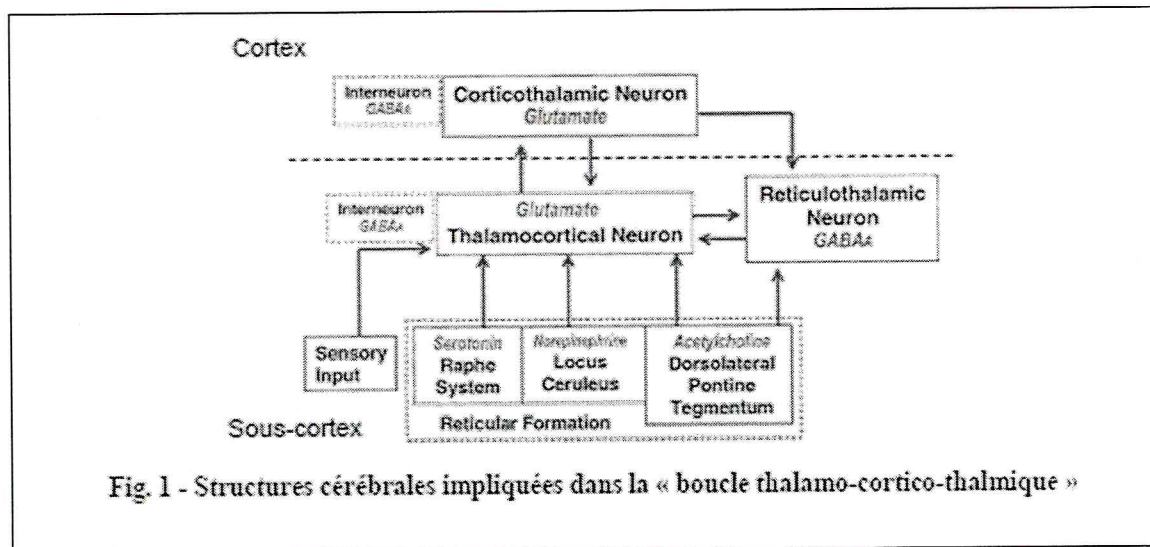 Cortex
Interneuron
GABAA
Corticothalamic Neuron
Glutamate
Interneuron
GABAA
Glutamate
Thalamocortical Neuron
Reticulothalamic
Neuron
GABAA
Sensory
Input
Serotonin
Raphe
System
Norepinephrine
Locus
Ceruleus
Acetylcholine
Dorsolateral
Pontine
Tegmentum
Reticular Formation
Sous-cortex
Fig. 1 - Structures cérébrales impliquées dans la « boucle thalamo-cortico-thalmique »